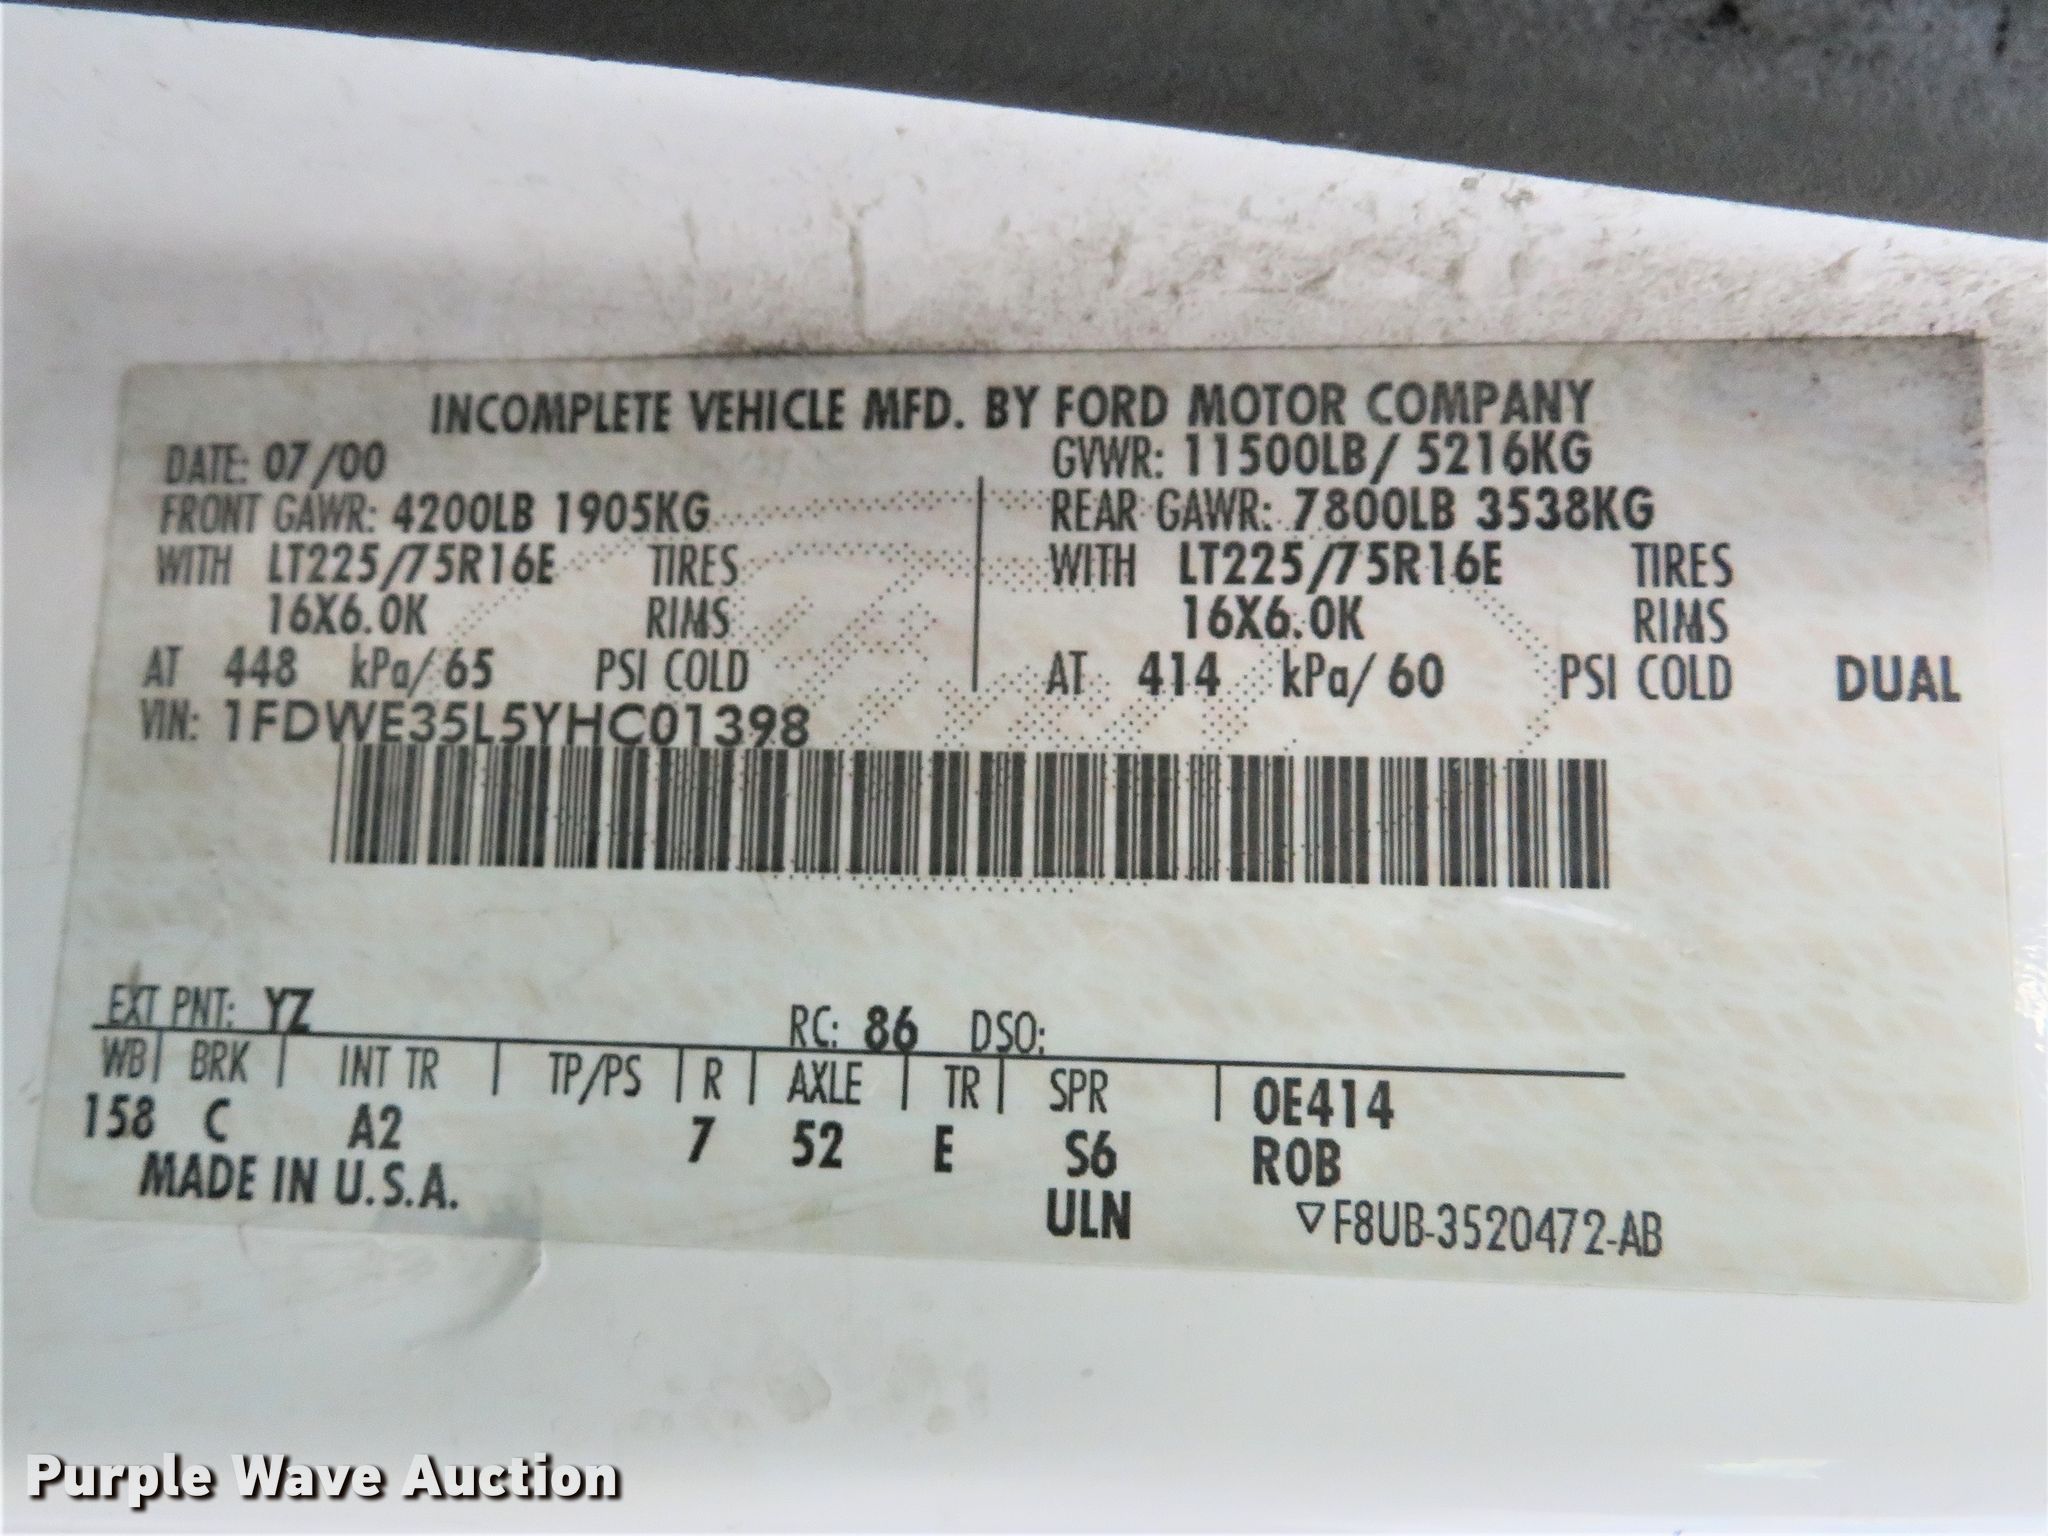 INCOMPLETE VEHICLE MFD. BY FORD MOTOR COMPANY
DATE: 07/00 GVWR: 11500LB/ 5216KG
FRONT GAWR: 4200LB 1905KG REAR GAWR: 7800LB 3538KG
WITH LT225/75R16E TIRES WITH LT225/75R16E TIRES
16X6.0K RIMS 16X6.0K RIMS
AT 448 kPa/ 65 PSI COLD AT 414 kPa/ 60 PSI COLD DUAL
VIN: 1FDWE35L5YHC01398
EXT PNT: YZ RC: 86 DSO:
WB BRK INT TR TP/PS R AXLE TR SPR 0E414
158 C A2 7 52 E S6 ROB
MADE IN U.S.A. ULN ▽F8UB-3520472-AB
Purple Wave Auction